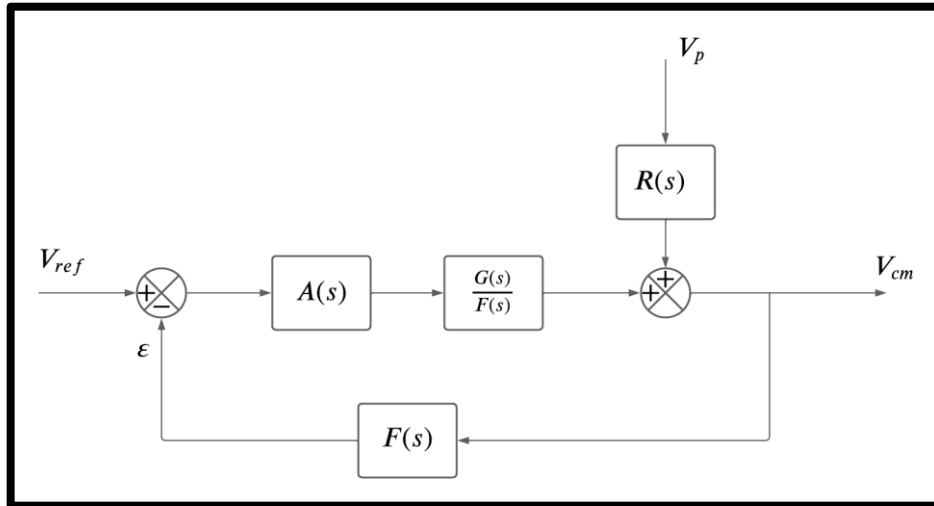 V_p
R(s)
V_ref
+
−
A(s)
G(s)
F(s)
+
+
V_cm
ε
F(s)